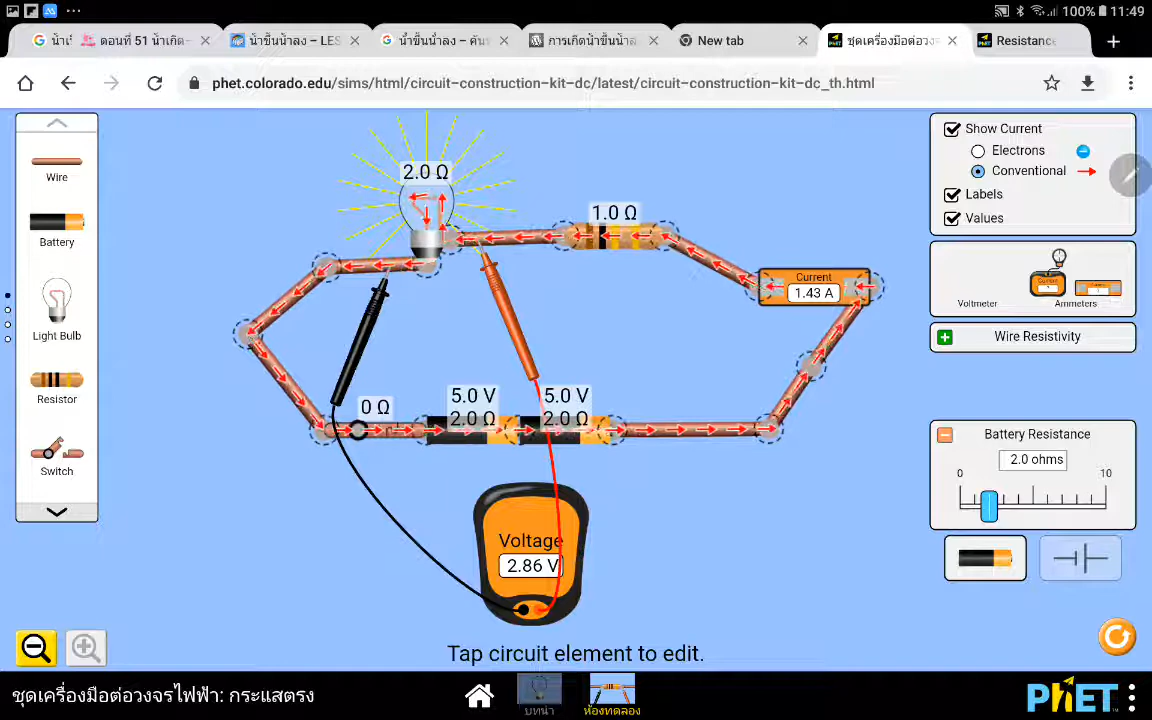 100% 11:49
น้ำเ
ตอนที่ 51 น้ำเกิด-
น้ำขึ้นน้ำลง – LES
น้ำขึ้นน้ำลง – ค้น
การเกิดน้ำขึ้นน้ำล
New tab
ชุดเครื่องมือต่อวงจ
Resistance
phet.colorado.edu/sims/html/circuit-construction-kit-dc/latest/circuit-construction-kit-dc_th.html
Wire
Battery
Light Bulb
Resistor
Switch
2.0 Ω
1.0 Ω
Current
1.43 A
0 Ω
5.0 V
2.0 Ω
5.0 V
2.0 Ω
Voltage
2.86 V
Show Current
Electrons
Conventional
Labels
Values
Current
Voltmeter
Ammeters
Wire Resistivity
Battery Resistance
2.0 ohms
0
10
Tap circuit element to edit.
ชุดเครื่องมือต่อวงจรไฟฟ้า: กระแสตรง
บทนำ
ห้องทดลอง
PhET